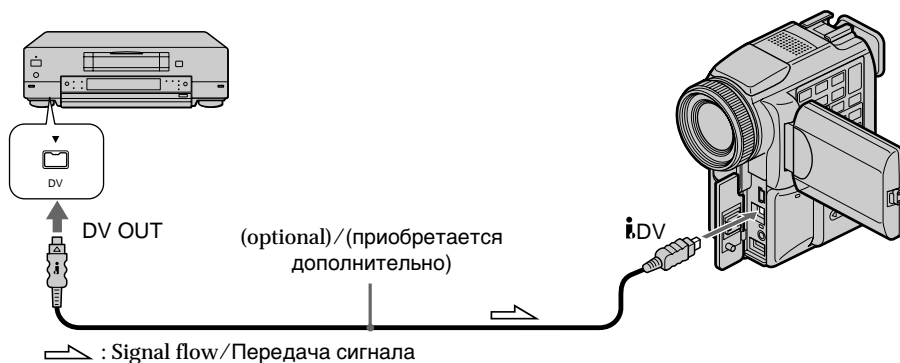 DV
DV OUT
(optional)/(приобретается
дополнительно)
i DV
: Signal flow/Передача сигнала